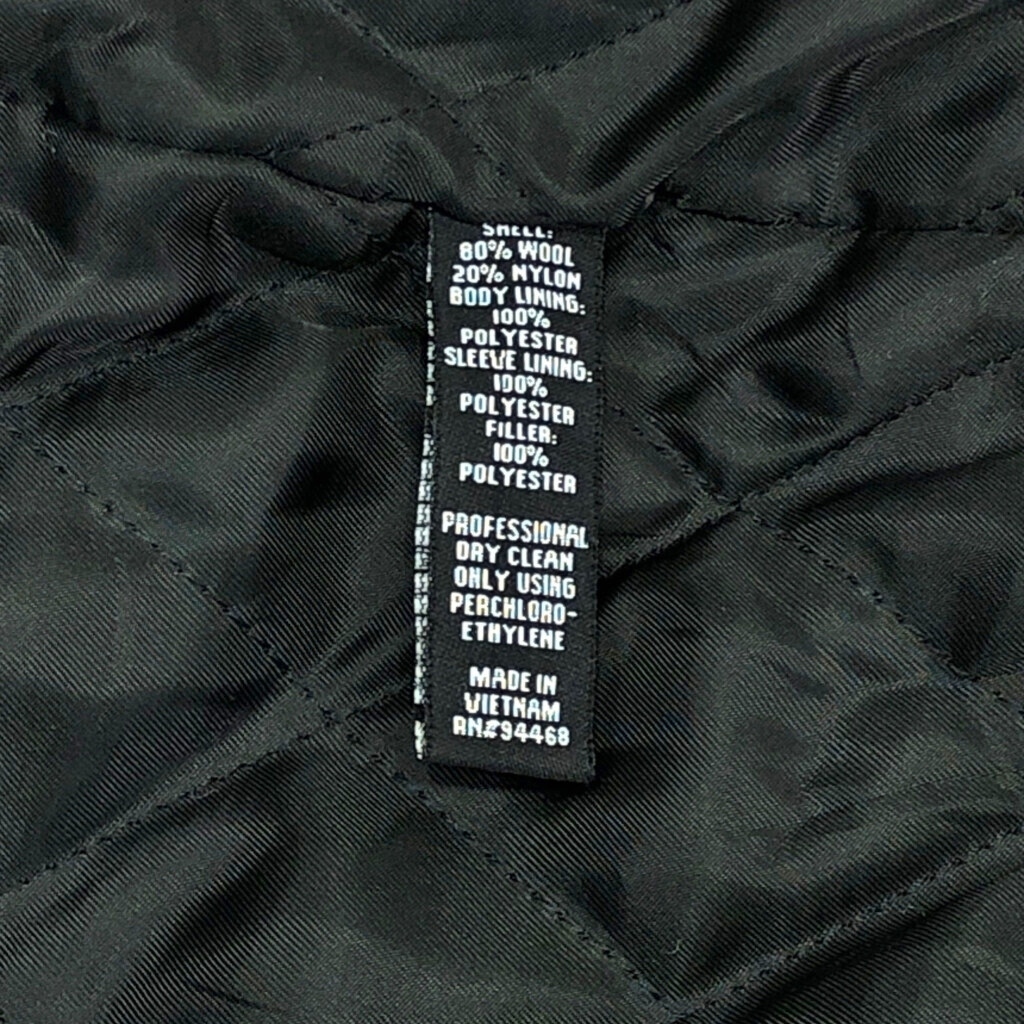 SHELL:
80% WOOL
20% NYLON
BODY LINING:
100%
POLYESTER
SLEEVE LINING:
100%
POLYESTER
FILLER:
100%
POLYESTER
PROFESSIONAL
DRY CLEAN
ONLY USING
PERCHLORO-
ETHYLENE
MADE IN
VIETNAM
RN#94468